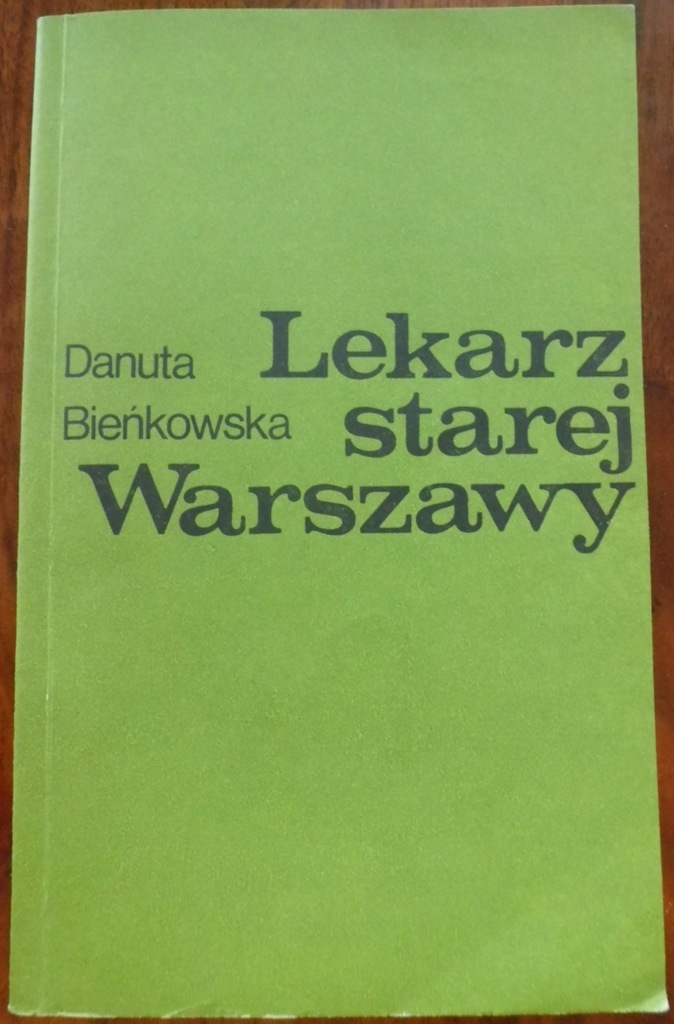 Danuta
Bieńkowska
Lekarz
starej
Warszawy